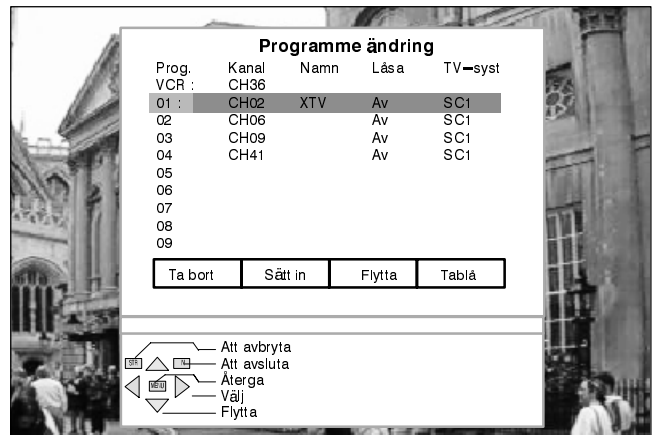 Programme ändring
Prog. Kanal Namn Låsa TV–syst
VCR : CH36
01 : CH02 XTV Av SC1
02 CH06 Av SC1
03 CH09 Av SC1
04 CH41 Av SC1
05
06
07
08
09
Ta bort Sätt in Flytta Tablå
Att avbryta
STR N Att avsluta
Återga
MENU Välj
Flytta